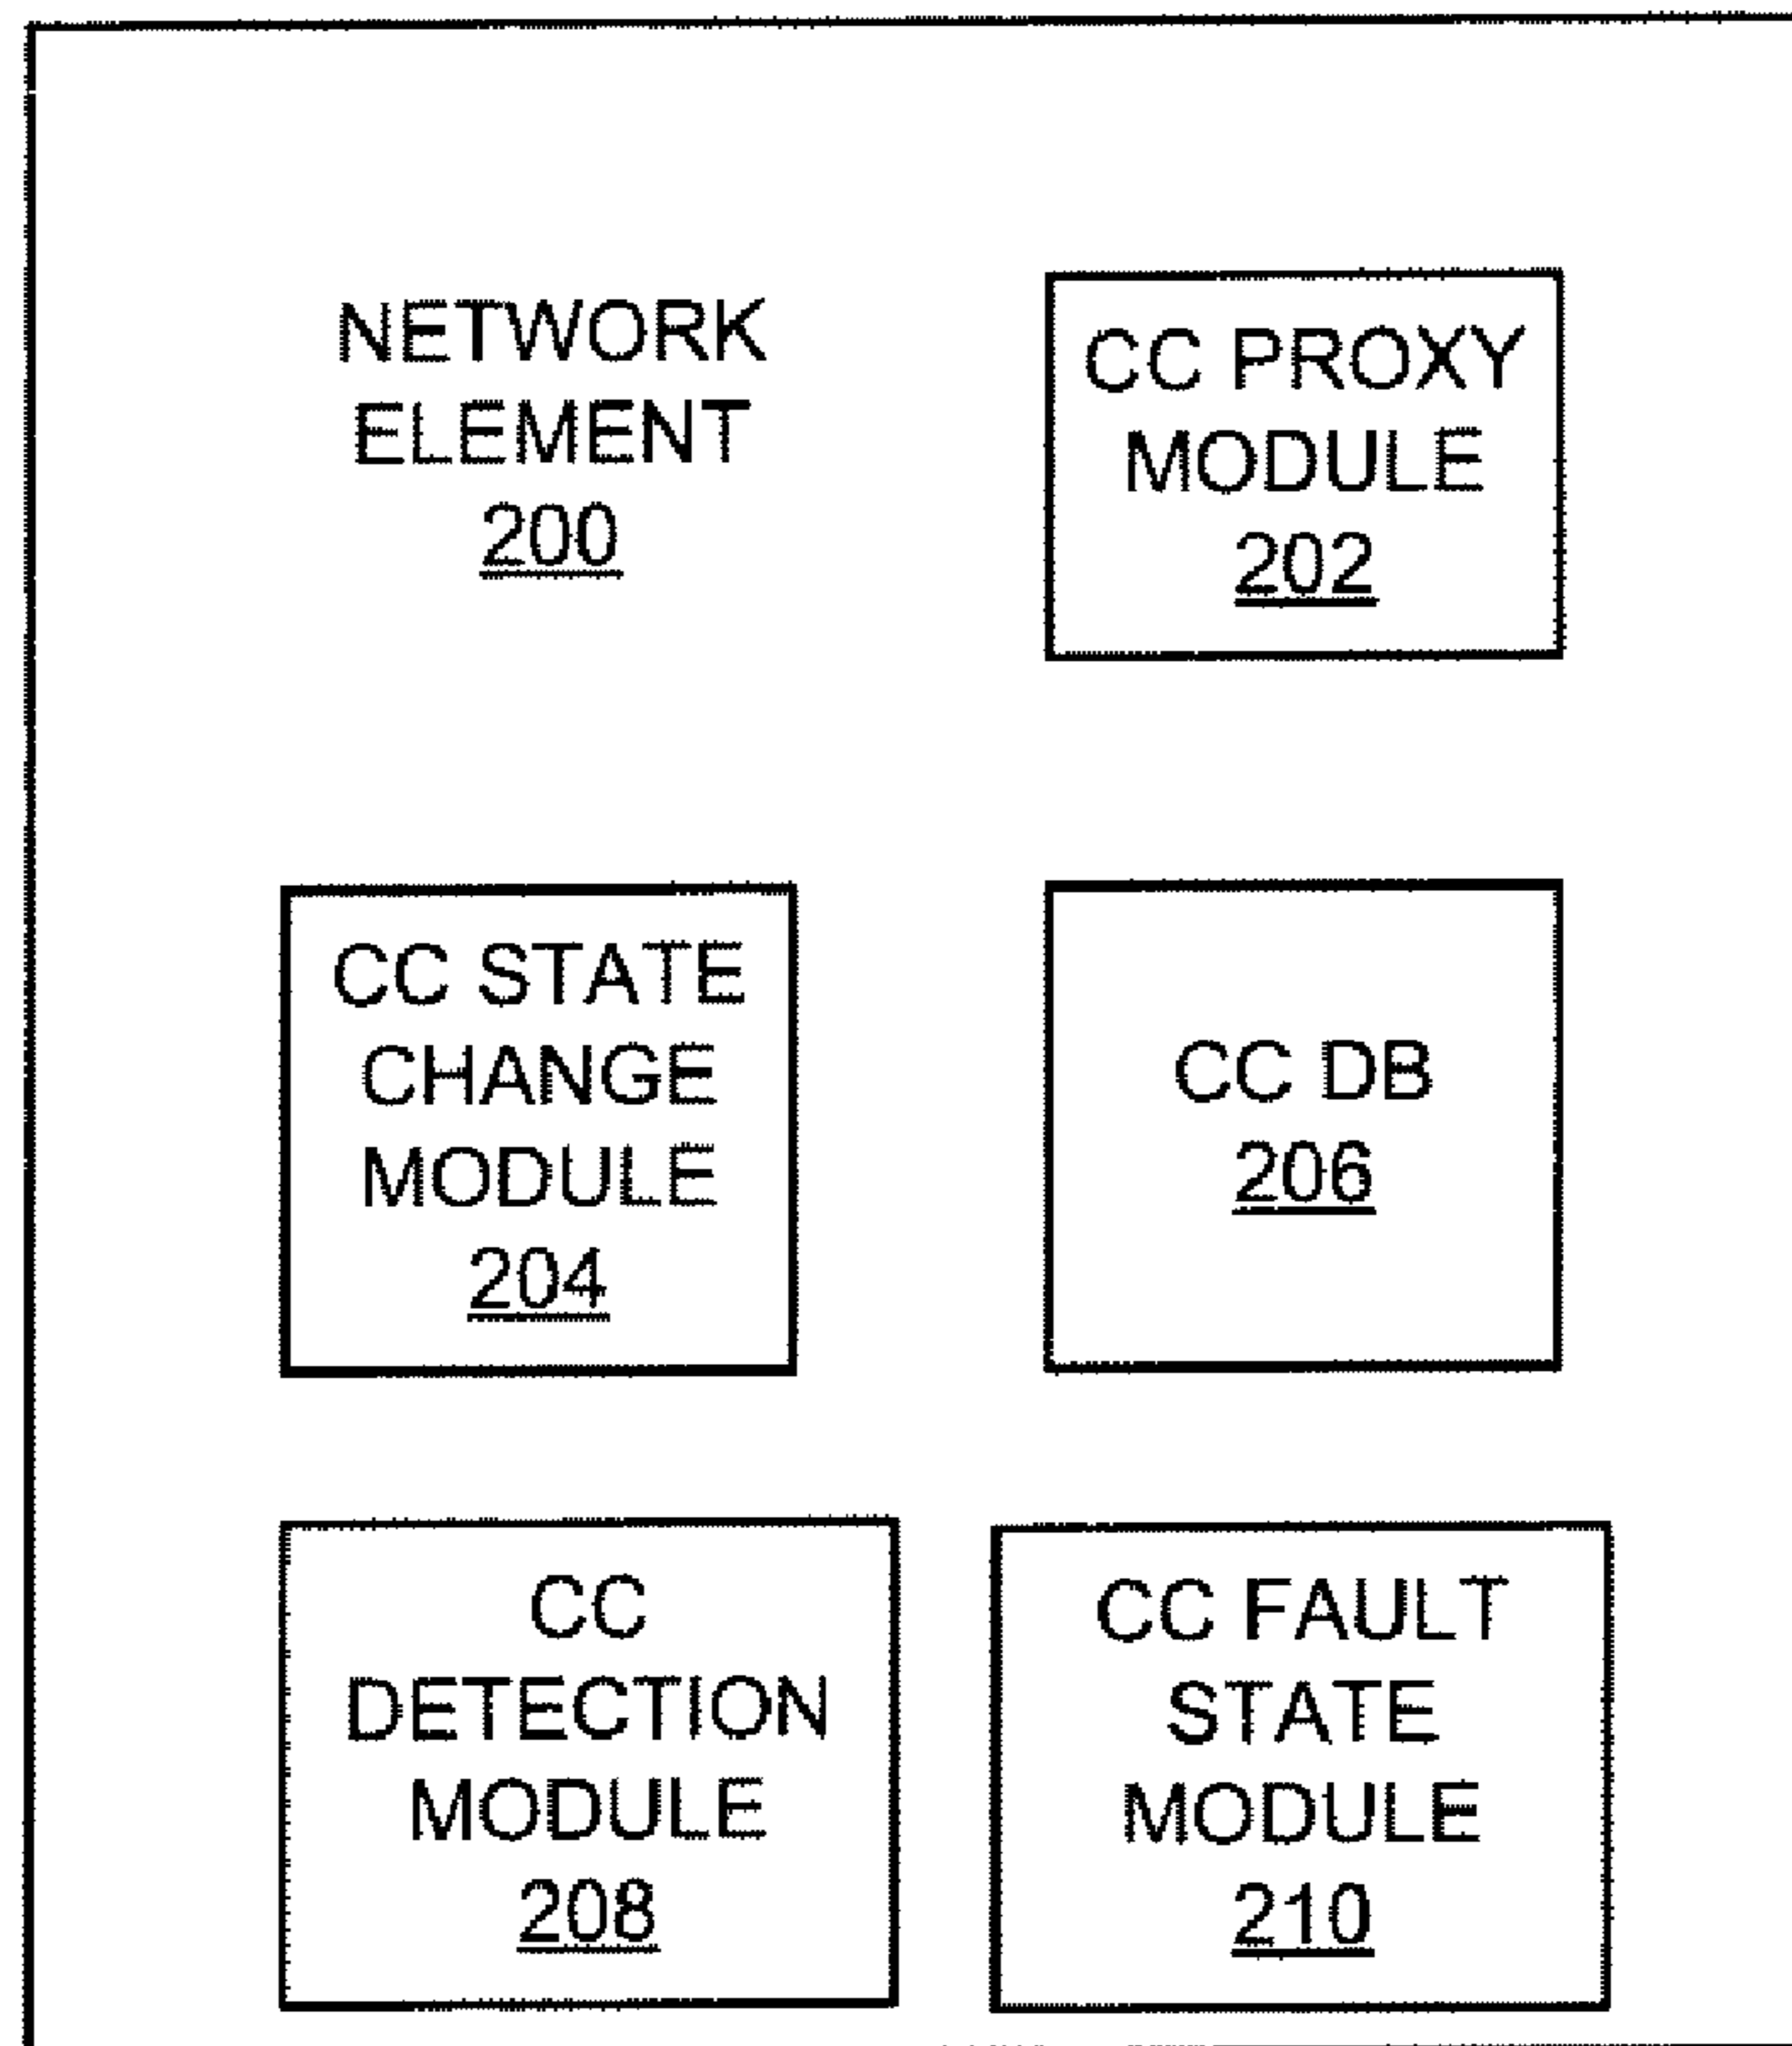 NETWORK
ELEMENT
200
CC PROXY
MODULE
202
CC STATE
CHANGE
MODULE
204
CC DB
206
CC
DETECTION
MODULE
208
CC FAULT
STATE
MODULE
210